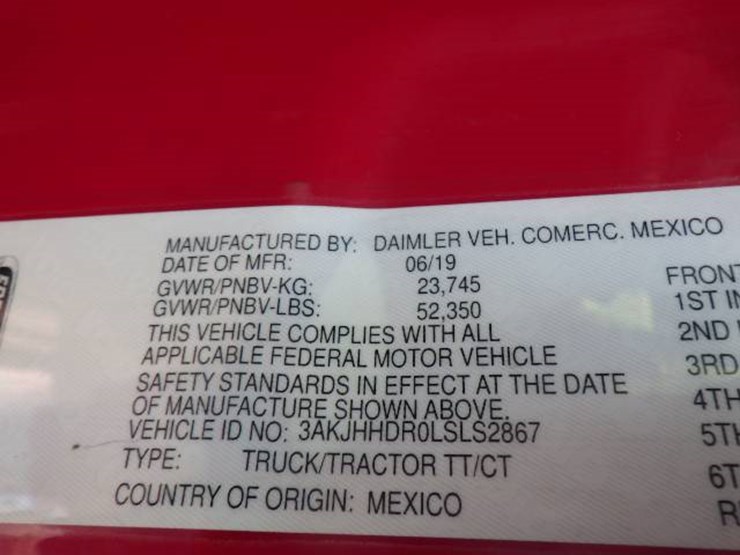 MANUFACTURED BY: DAIMLER VEH. COMERC. MEXICO
DATE OF MFR: 06/19
GVWR/PNBV-KG: 23,745
GVWR/PNBV-LBS: 52,350
THIS VEHICLE COMPLIES WITH ALL
APPLICABLE FEDERAL MOTOR VEHICLE
SAFETY STANDARDS IN EFFECT AT THE DATE
OF MANUFACTURE SHOWN ABOVE.
VEHICLE ID NO: 3AKJHHDR0LSLS2867
TYPE: TRUCK/TRACTOR TT/CT
COUNTRY OF ORIGIN: MEXICO
FRONT
1ST
2ND
3RD
4TH
5TH